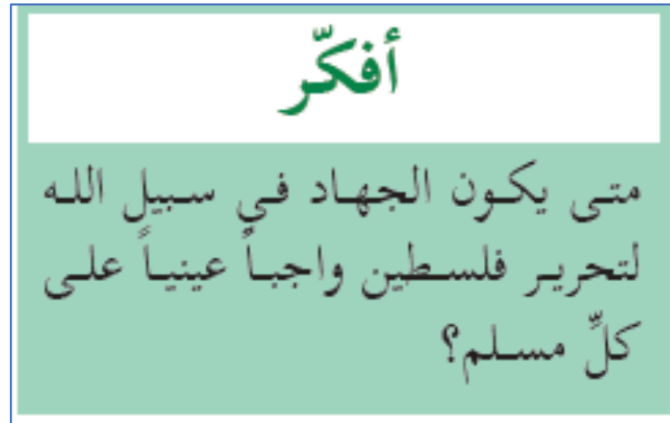 أفكّر
متى يكون الجهاد في سبيل الله
لتحرير فلسطين واجباً عينياً على
كلِّ مسلم؟